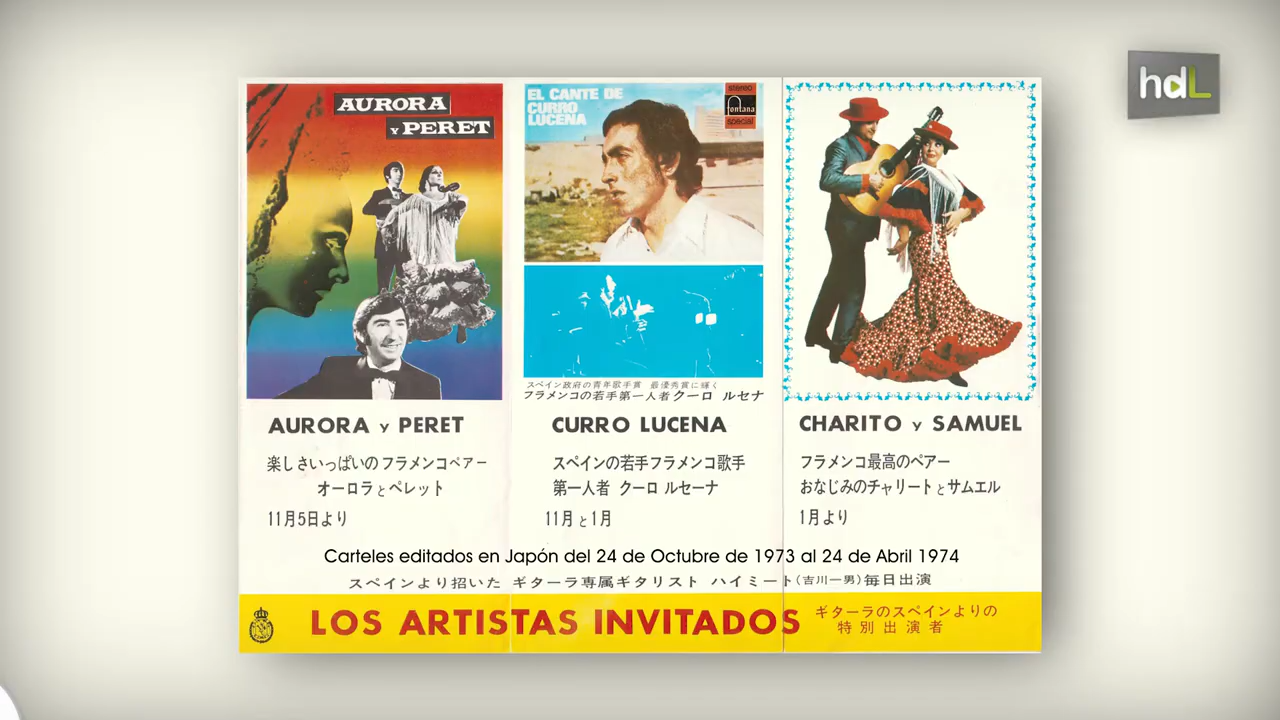 hdL
AURORA
Y PERET
EL CANTE DE
CURRO
LUCENA
stereo
fontana
special
スペイン政府の青年歌手賞 最優秀賞に輝く
フラメンコの若手第一人者 クーロ ルセナ
AURORA Y PERET
楽しさいっぱいのフラメンコペアー
オーロラとペレット
11月5日より
CURRO LUCENA
スペインの若手フラメンコ歌手
第一人者 クーロ ルセーナ
11月と1月
CHARITO Y SAMUEL
フラメンコ最高のペアー
おなじみのチャリートとサムエル
1月より
Carteles editados en Japón del 24 de Octubre de 1973 al 24 de Abril 1974
スペインより招いた ギターラ専属ギタリスト ハイミート(吉川一男)毎日出演
LOS ARTISTAS INVITADOS
ギターラのスペインよりの
特別出演者